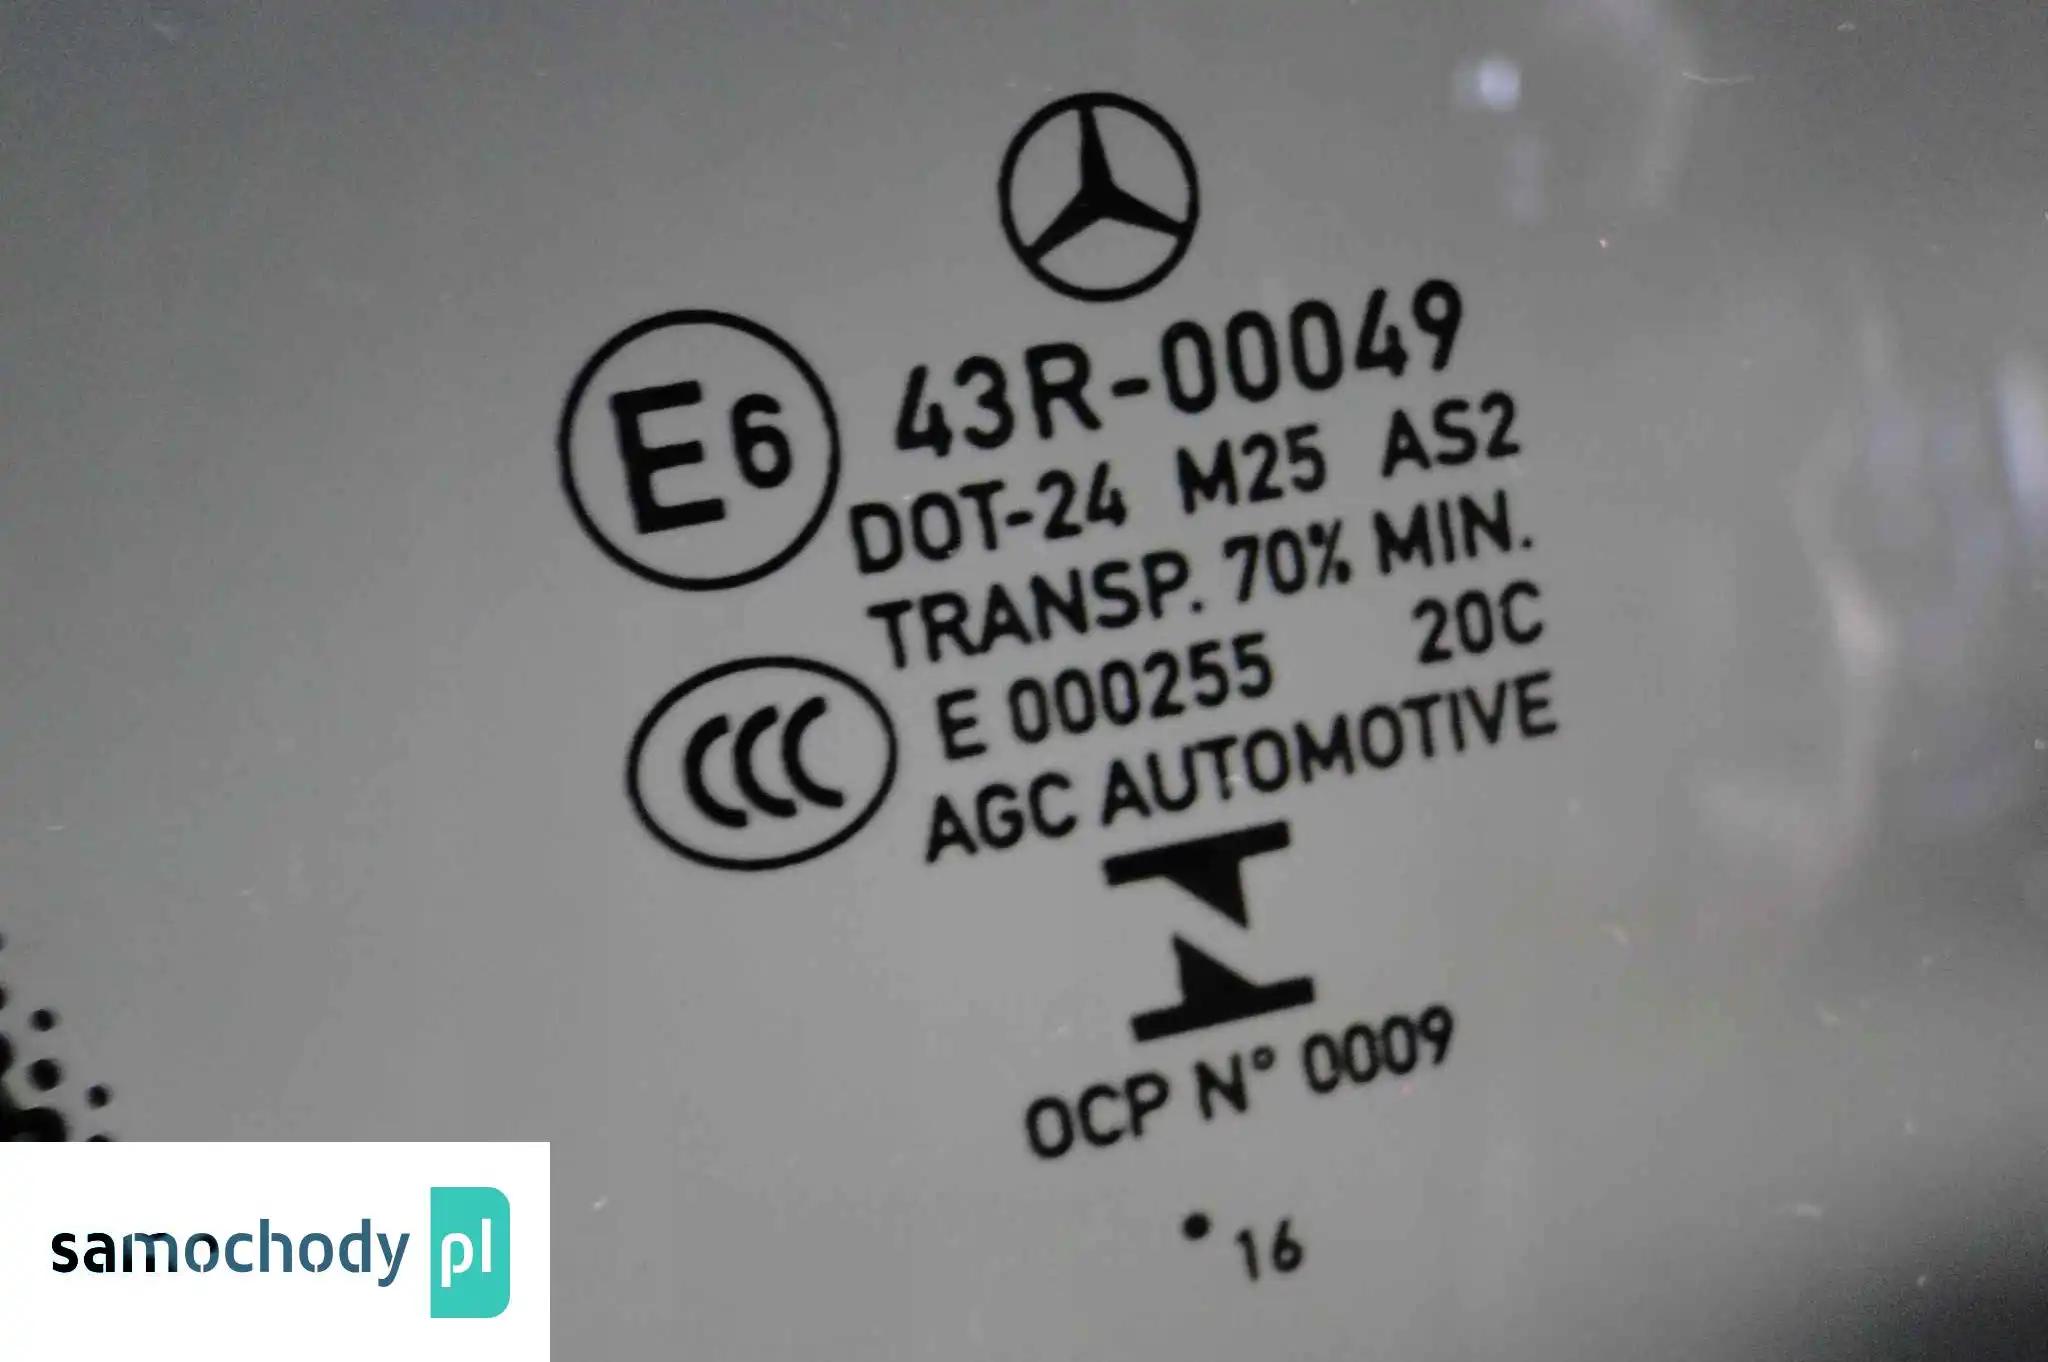 43R-00049
E6
DOT-24 M25 AS2
TRANSP. 70% MIN.
E 000255 20C
CCC
AGC AUTOMOTIVE
OCP N° 0009
•16
samochody pl